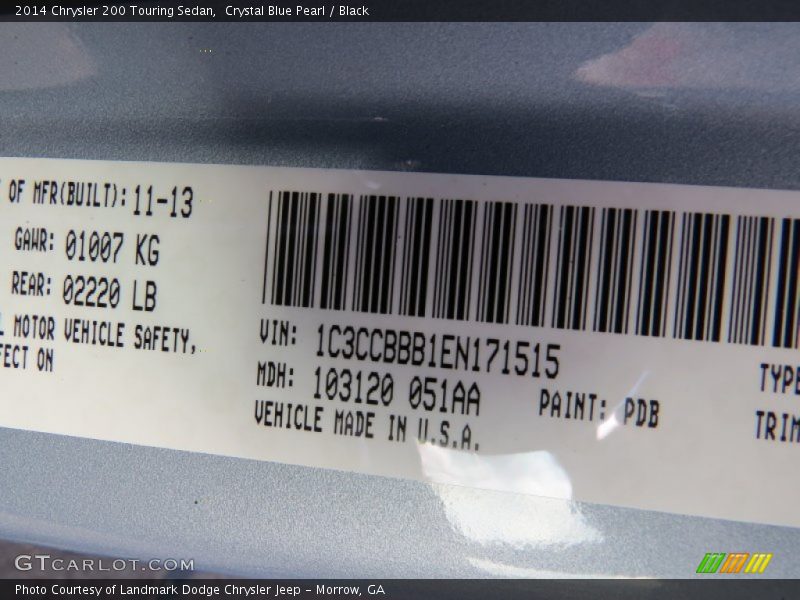 2014 Chrysler 200 Touring Sedan,  Crystal Blue Pearl / Black
OF MFR(BUILT): 11-13
GAWR: 01007 KG
REAR: 02220 LB
MOTOR VEHICLE SAFETY,
ON
VIN: 1C3CCBBB1EN171515
MDH: 103120 051AA
PAINT: PDB
VEHICLE MADE IN U.S.A.
TYPE
TRIM
GTCARLOT.COM
Photo Courtesy of Landmark Dodge Chrysler Jeep – Morrow, GA